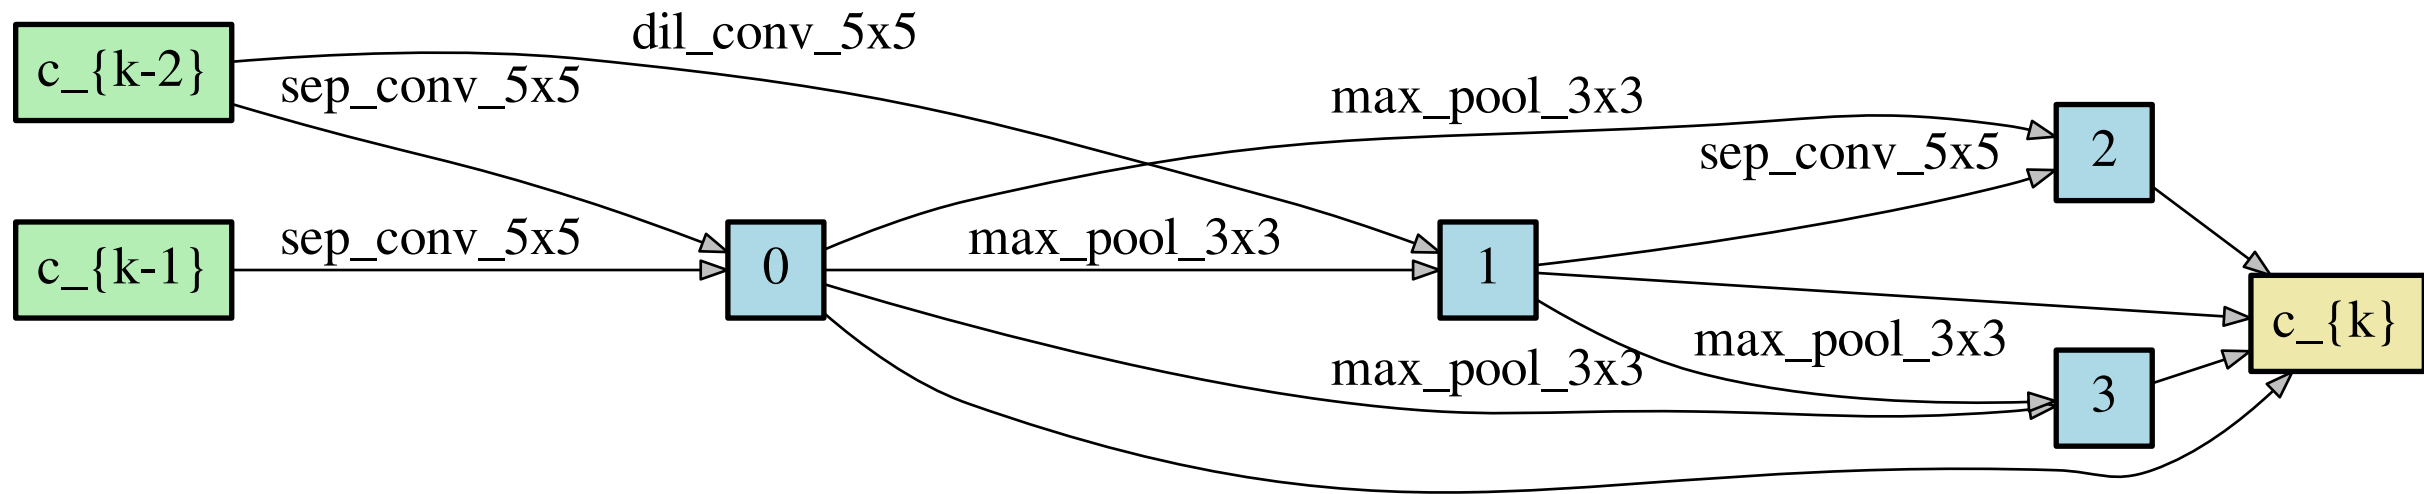 dil_conv_5x5
c_{k-2}
sep_conv_5x5
max_pool_3x3
sep_conv_5x5
2
sep_conv_5x5
max_pool_3x3
c_{k-1}
0
1
c_{k}
max_pool_3x3
max_pool_3x3
3